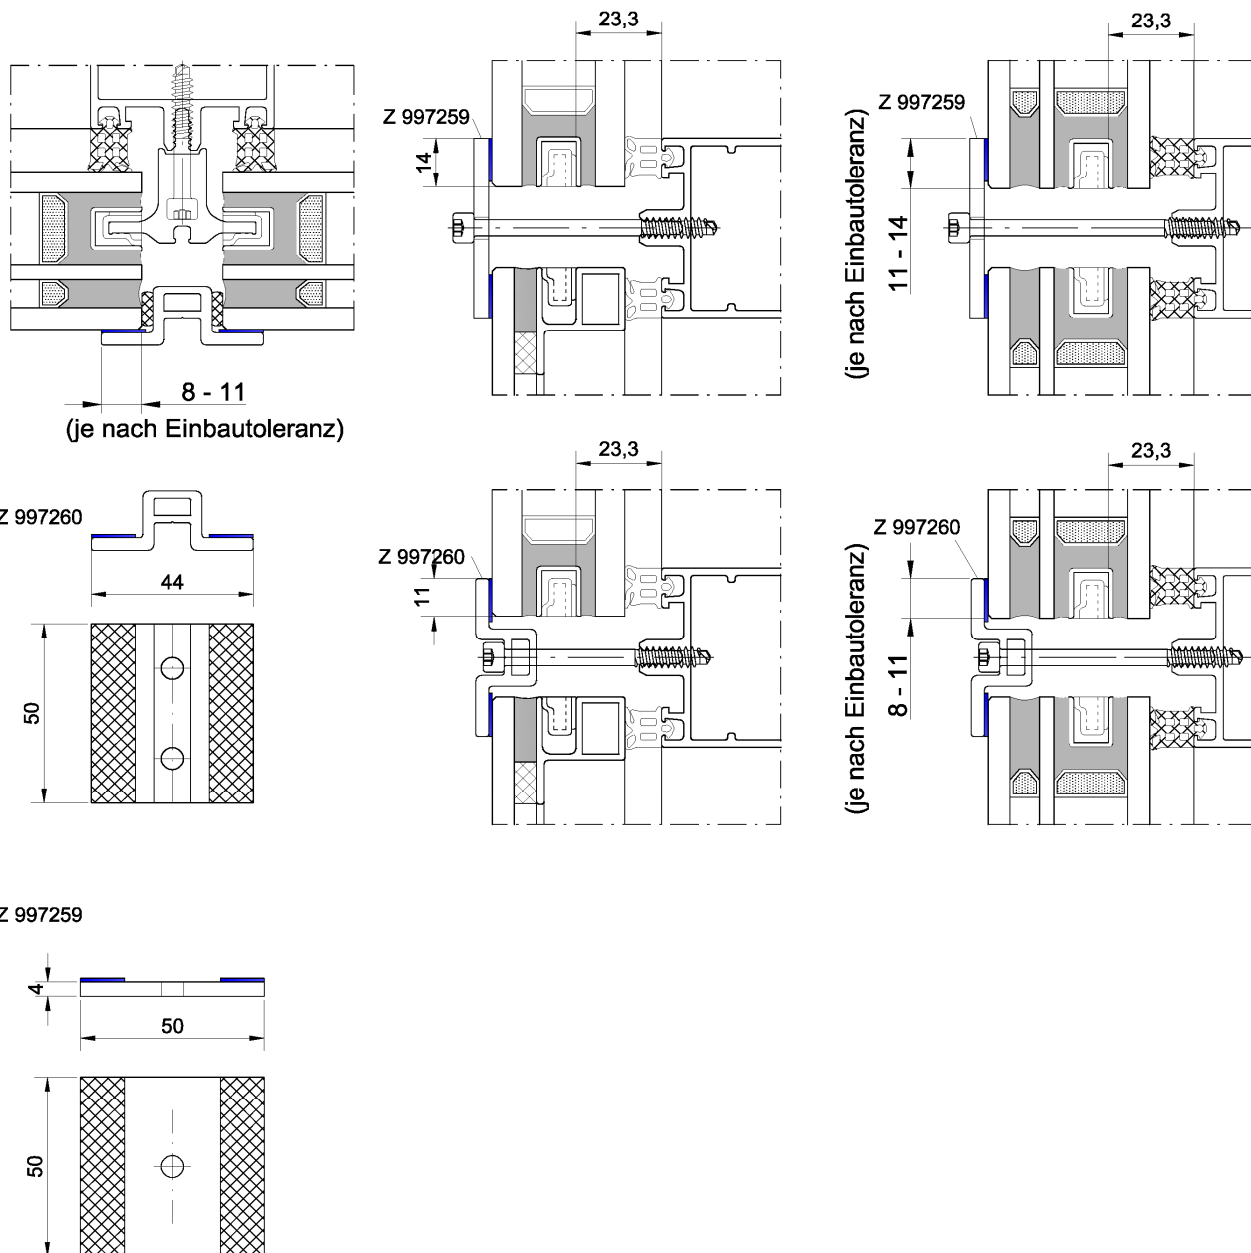 23,3
23,3
Z 997259
14
Z 997259
11 - 14
(je nach Einbautoleranz)
8 - 11
(je nach Einbautoleranz)
23,3
23,3
Z 997260
44
50
Z 997260
11
Z 997260
8 - 11
(je nach Einbautoleranz)
Z 997259
4
50
50